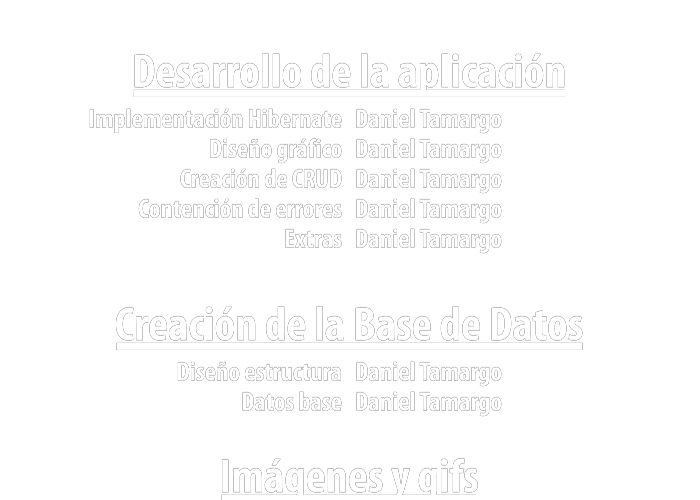 Desarrollo de la aplicación
Implementación Hibernate Daniel Tamargo
Diseño gráfico Daniel Tamargo
Creación de CRUD Daniel Tamargo
Contención de errores Daniel Tamargo
Extras Daniel Tamargo
Creación de la Base de Datos
Diseño estructura Daniel Tamargo
Datos base Daniel Tamargo
Imágenes y gifs